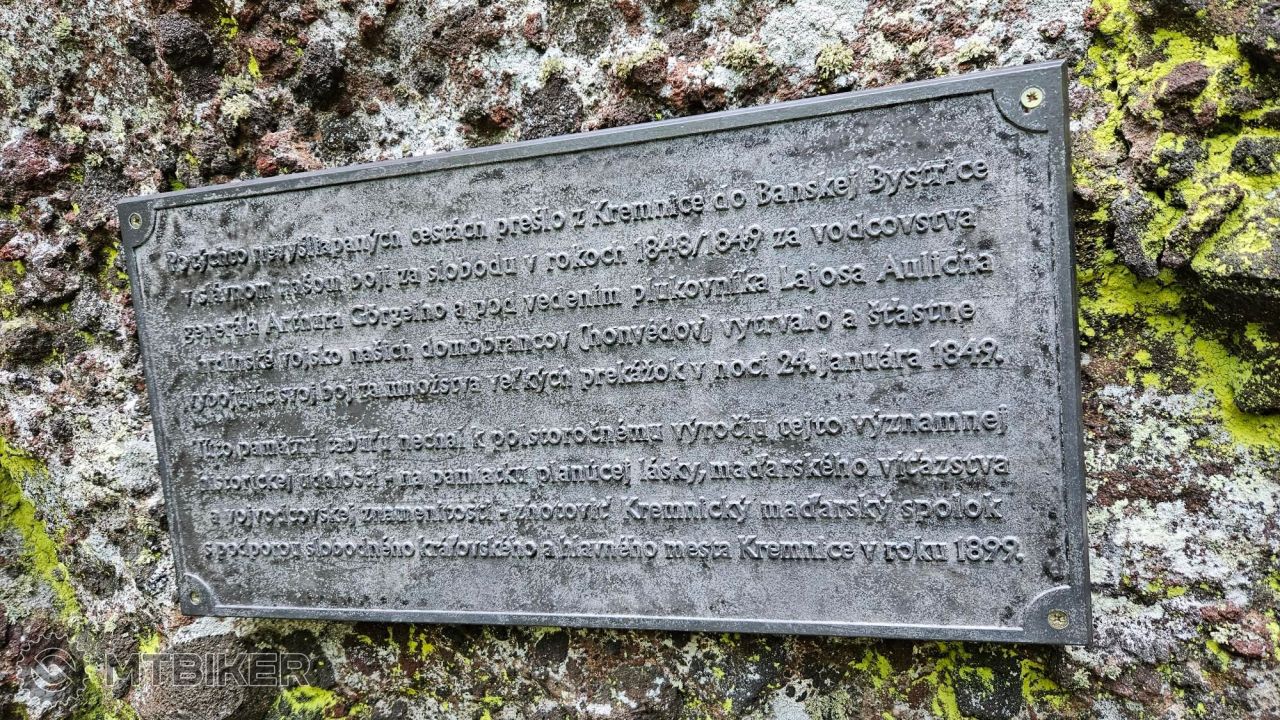 Po týchto nevyšliapaných cestách prešlo z Kremnice do Banskej Bystrice
v slávnom našom boji za slobodu v rokoch 1848/1849 za vodcovstva
generála Arthura Görgeiho a pod vedením plukovníka Lajosa Aulicha
hrdinské vojsko našich domobrancov (honvédov) vytrvalo a šťastne
vybojujúc svoj boj za množstva veľkých prekážok v noci 24. januára 1849.
Túto pamätnú tabuľu nechal k polstoročnému výročiu tejto významnej
historickej udalosti - na pamiatku planúcej lásky, maďarského víťazstva
a vojvodcovskej znamenitosti - zhotoviť Kremnický maďarský spolok
s podporou slobodného kráľovského a hlavného mesta Kremnice v roku 1899.
MTBIKER